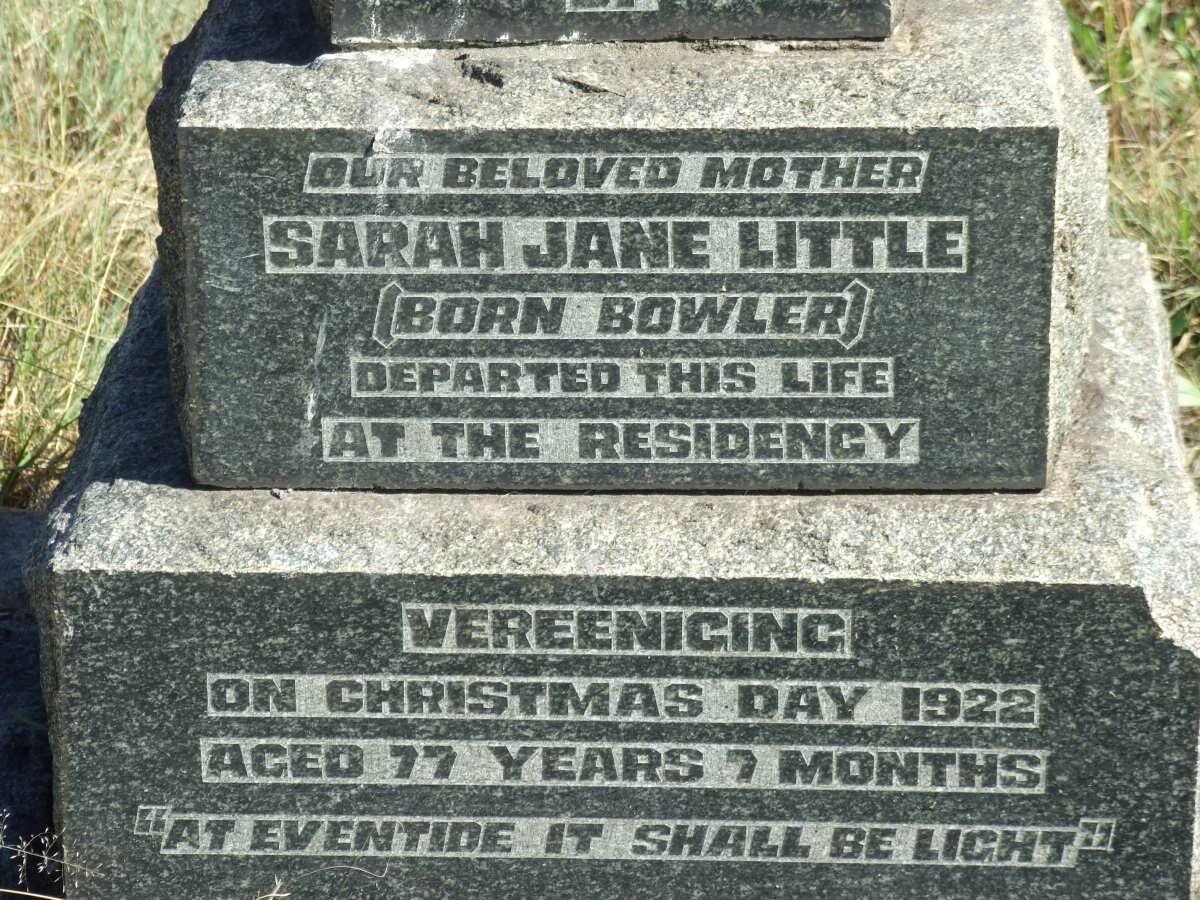 OUR BELOVED MOTHER
SARAH JANE LITTLE
(BORN BOWLER)
DEPARTED THIS LIFE
AT THE RESIDENCY
VEREENIGING
ON CHRISTMAS DAY 1922
AGED 77 YEARS 7 MONTHS
"AT EVENTIDE IT SHALL BE LIGHT"